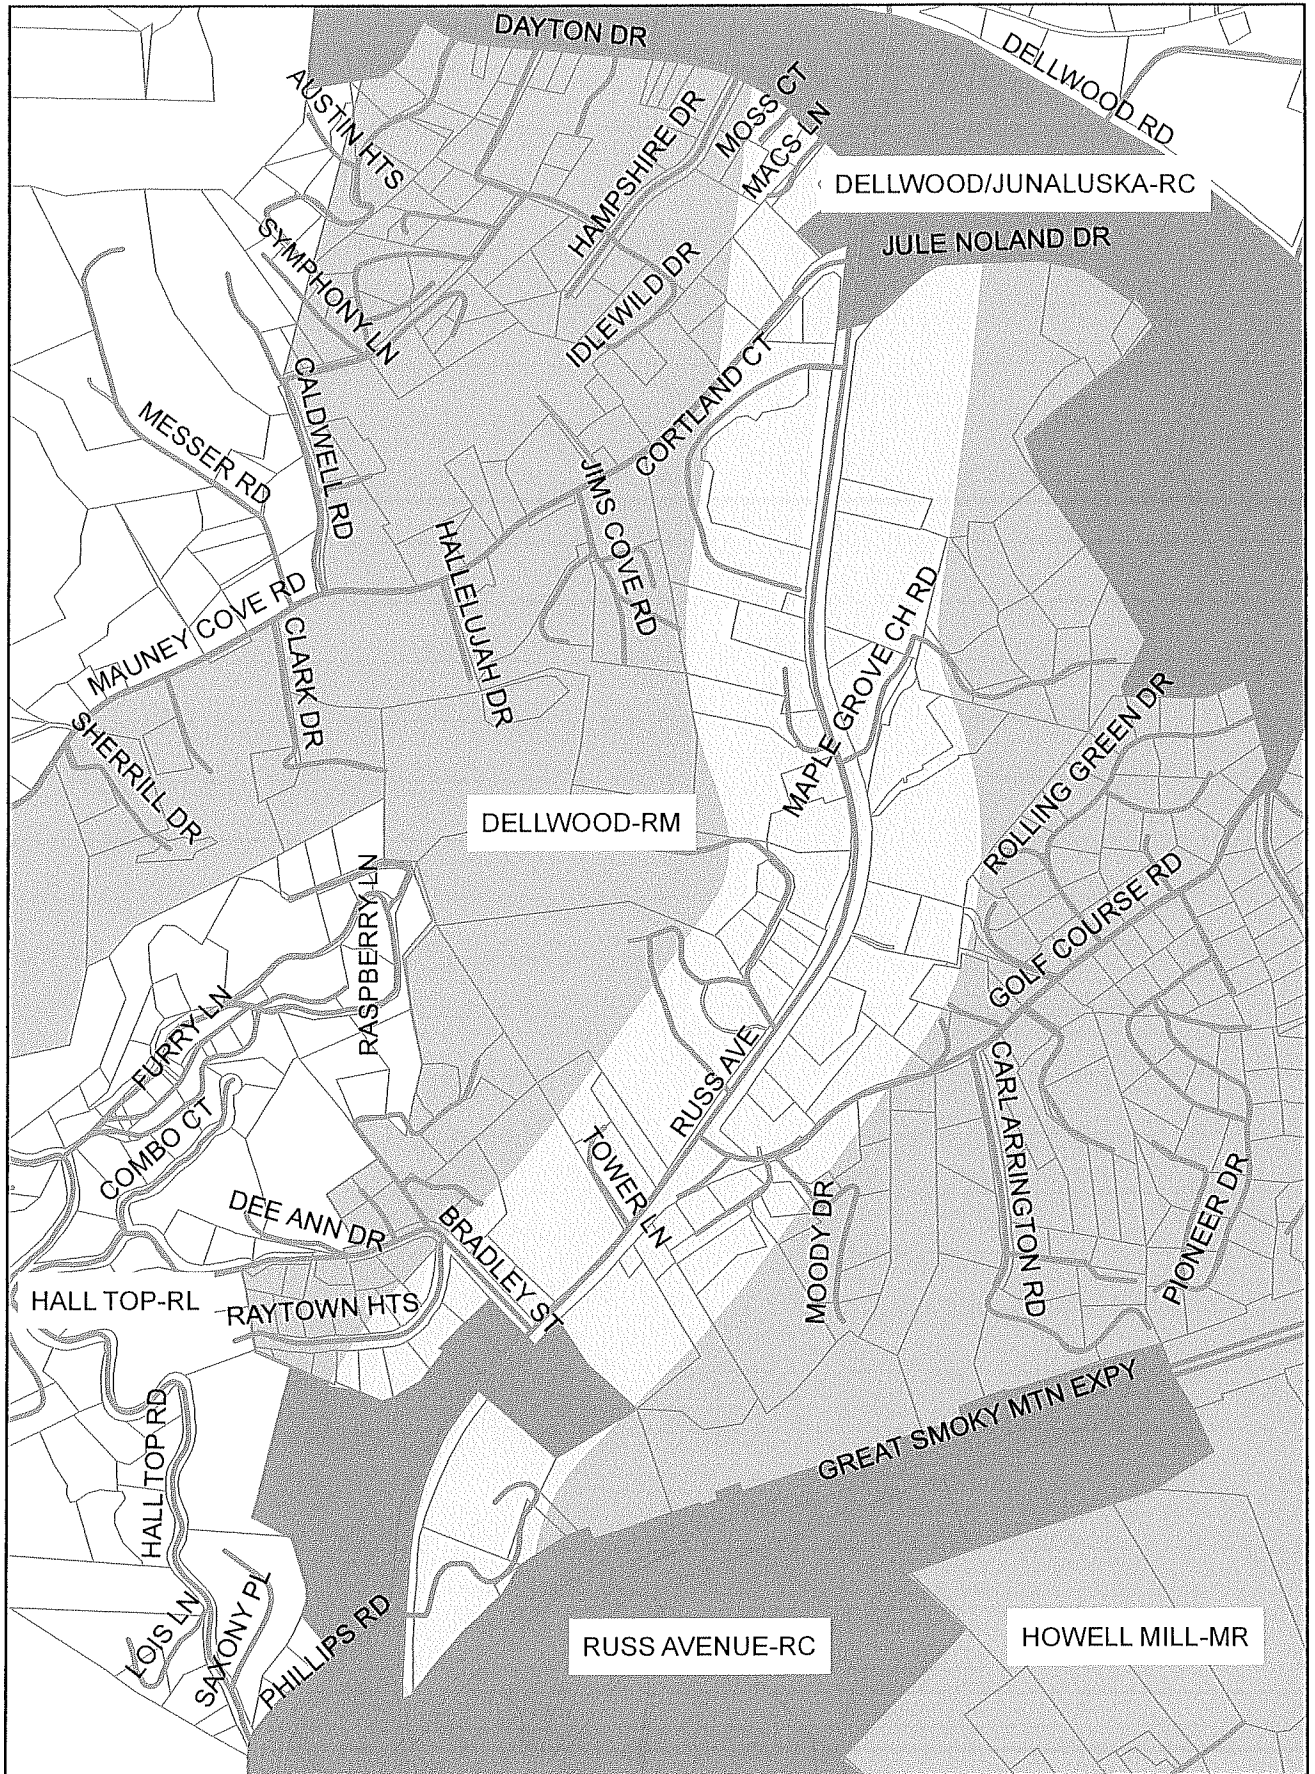 DAYTON DR
DELLWOOD RD
AUSTIN HTS
HAMPSHIRE DR
MOSS CT
MACS LN
DELLWOOD/JUNALUSKA-RC
JULE NOLAND DR
SYMPHONY LN
IDLEWILD DR
CALDWELL RD
CORTLAND CT
MESSER RD
JIMS COVE RD
HALLELUJAH DR
MAUNEY COVE RD
CLARK DR
MAPLE GROVE CH RD
SHERRILL DR
ROLLING GREEN DR
DELLWOOD-RM
RASPBERRY LN
GOLF COURSE RD
FURRY LN
RUSS AVE
CARL ARRINGTON RD
COMBO CT
TOWER LN
PIONEER DR
DEE ANN DR
BRADLEY ST
MOODY DR
HALL TOP-RL
RAYTOWN HTS
GREAT SMOKY MTN EXPY
HALL TOP RD
LOIS LN
SAXONY PL
PHILLIPS RD
RUSS AVENUE-RC
HOWELL MILL-MR